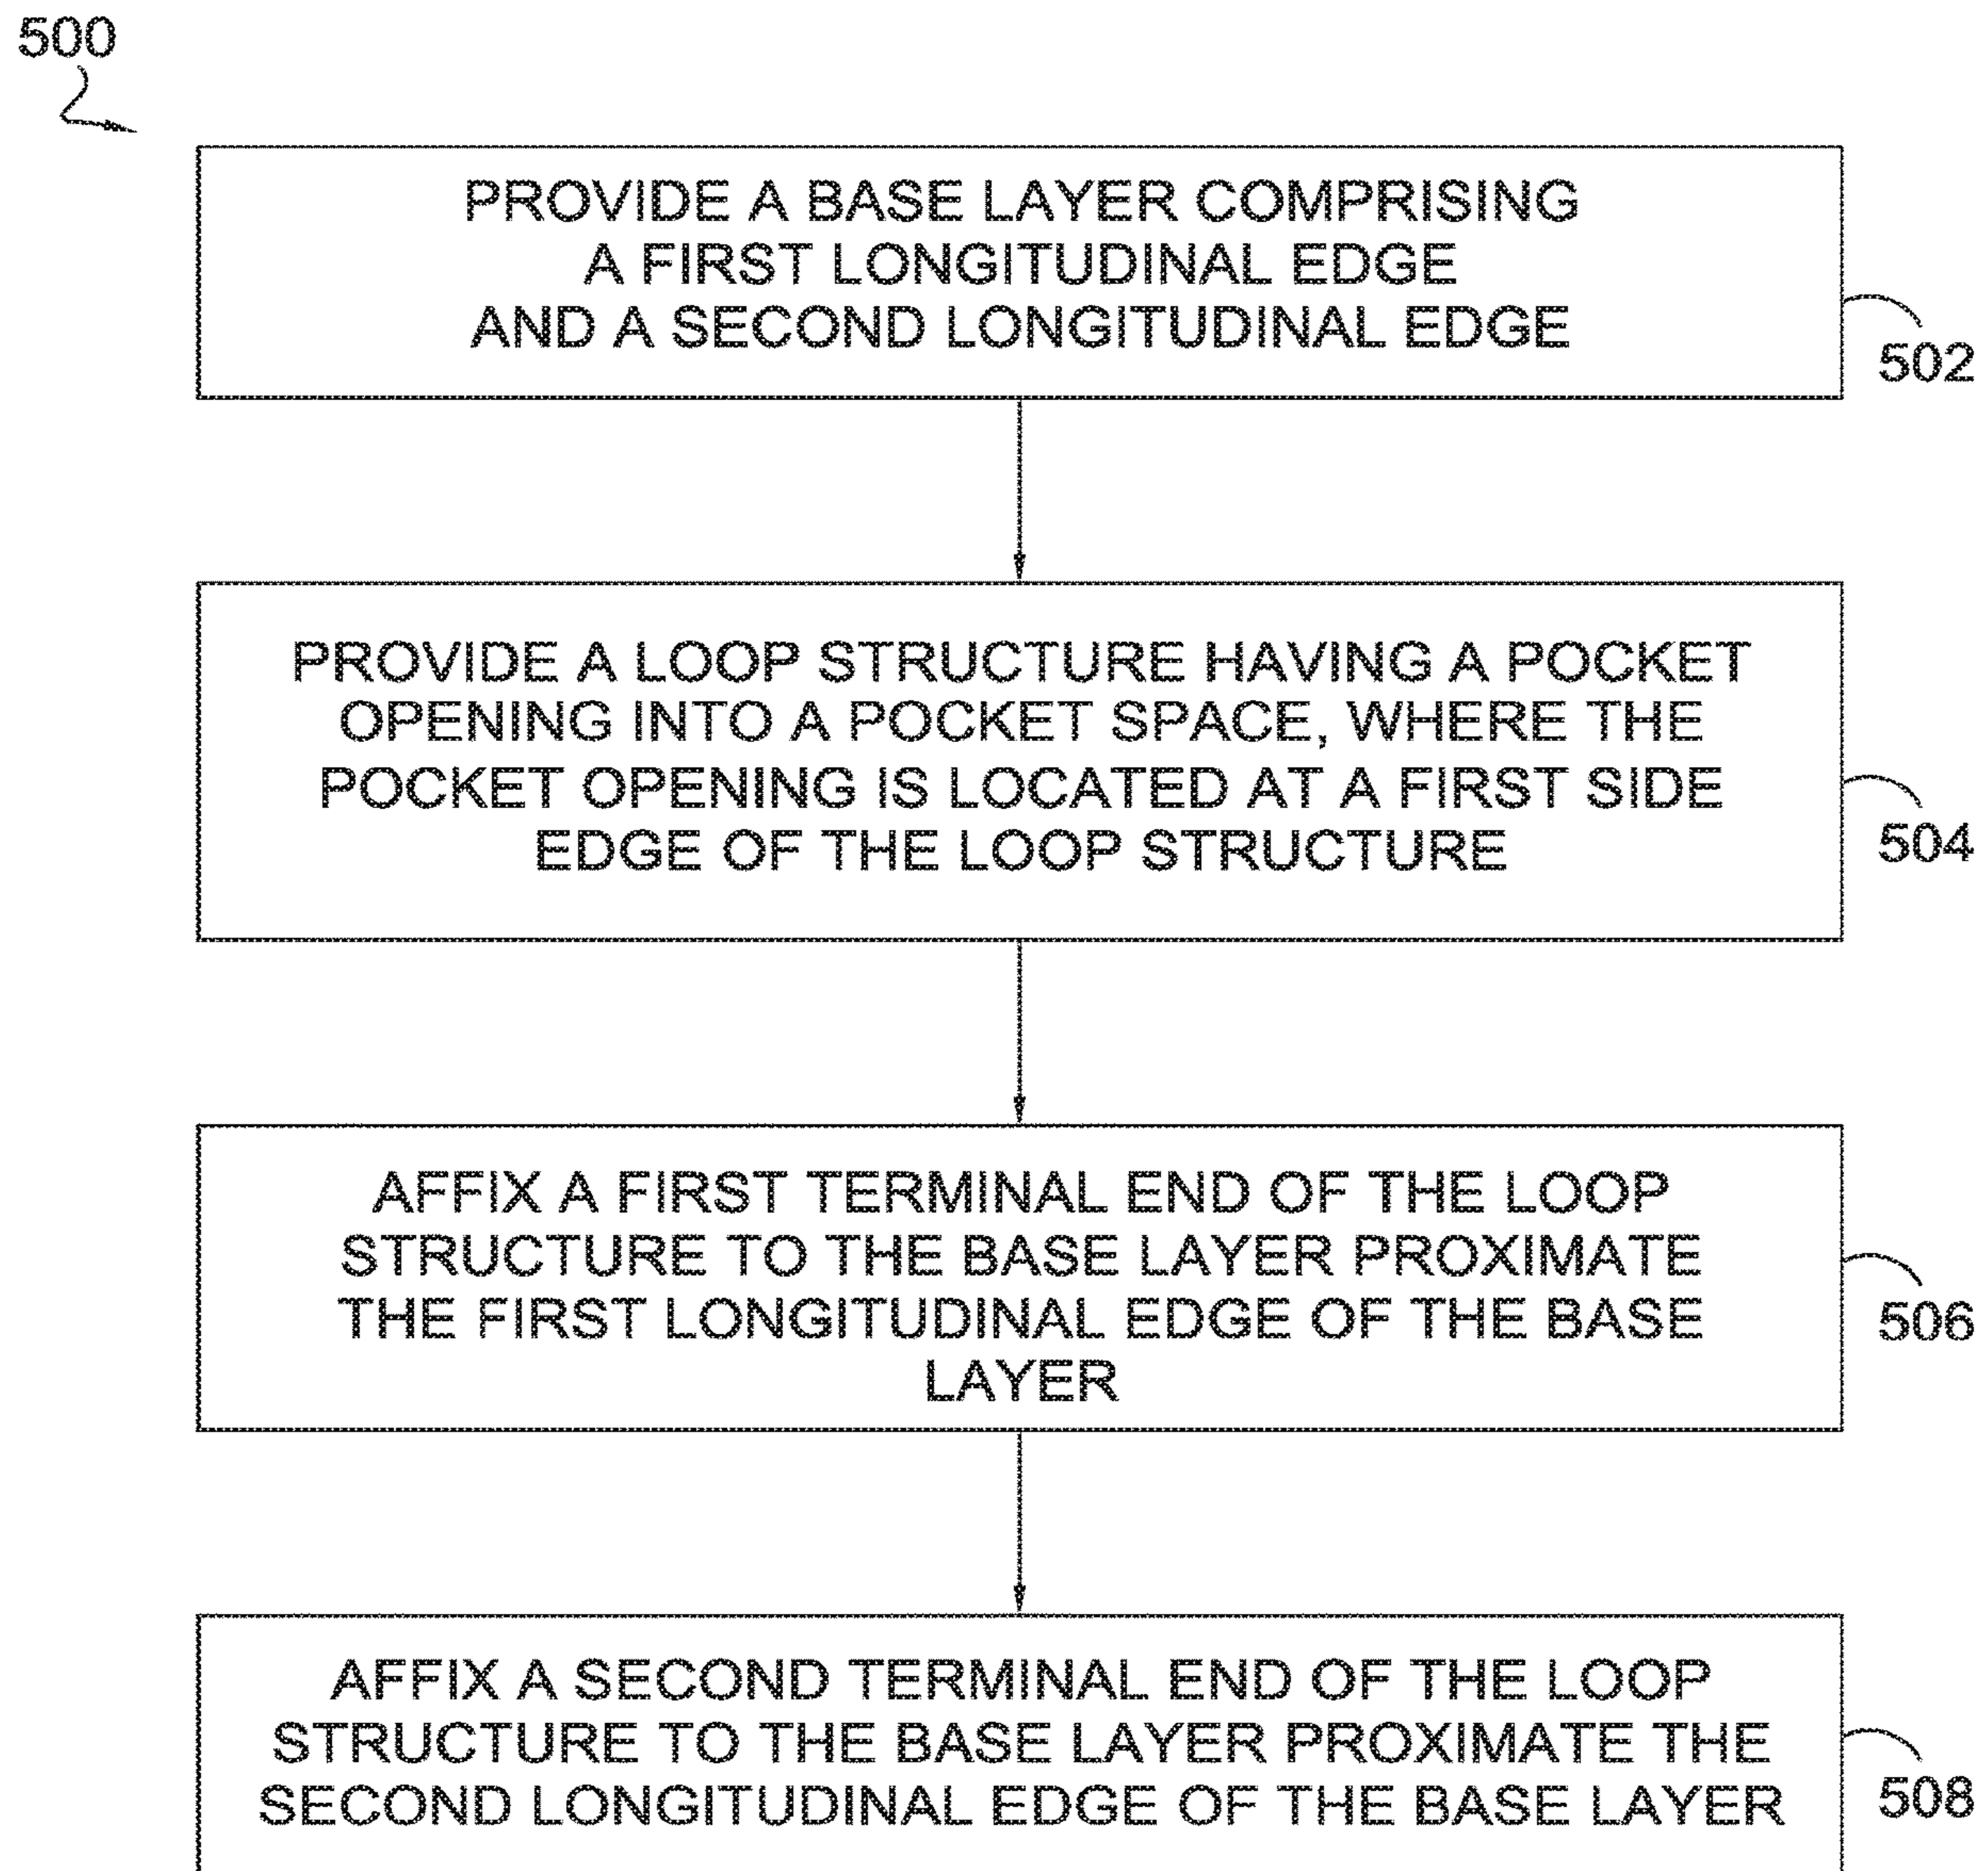 500
PROVIDE A BASE LAYER COMPRISING
A FIRST LONGITUDINAL EDGE
AND A SECOND LONGITUDINAL EDGE
502
PROVIDE A LOOP STRUCTURE HAVING A POCKET
OPENING INTO A POCKET SPACE, WHERE THE
POCKET OPENING IS LOCATED AT A FIRST SIDE
EDGE OF THE LOOP STRUCTURE
504
AFFIX A FIRST TERMINAL END OF THE LOOP
STRUCTURE TO THE BASE LAYER PROXIMATE
THE FIRST LONGITUDINAL EDGE OF THE BASE
LAYER
506
AFFIX A SECOND TERMINAL END OF THE LOOP
STRUCTURE TO THE BASE LAYER PROXIMATE THE
SECOND LONGITUDINAL EDGE OF THE BASE LAYER
508